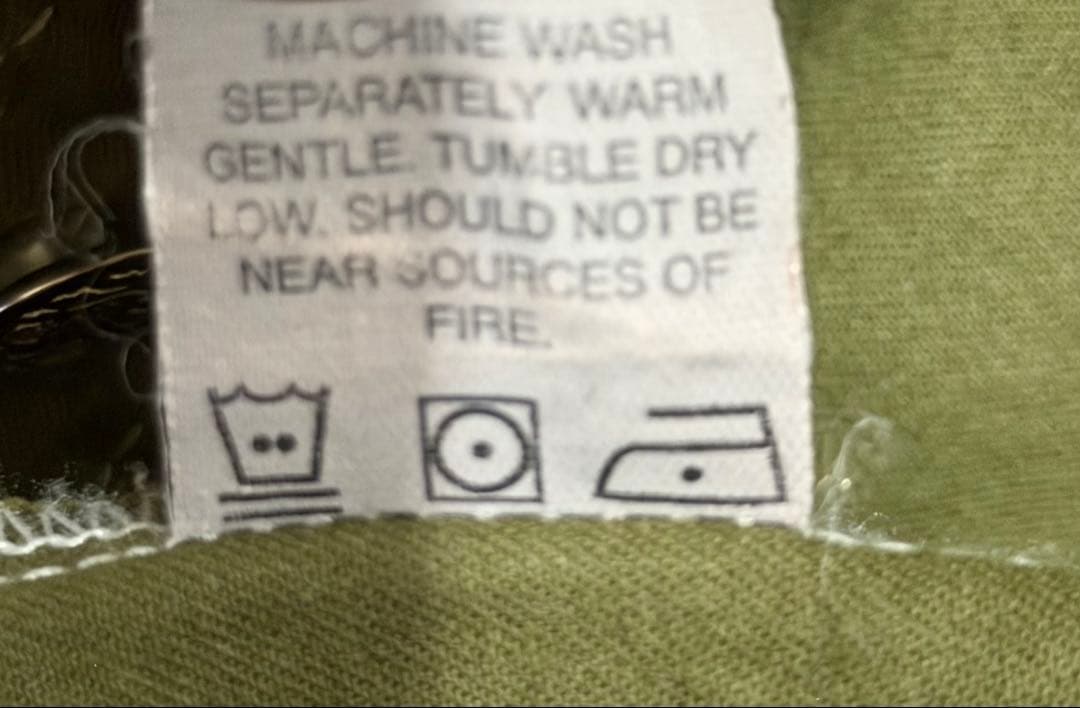 MACHINE WASH
SEPARATELY WARM
GENTLE. TUMBLE DRY
LOW. SHOULD NOT BE
NEAR SOURCES OF
FIRE.